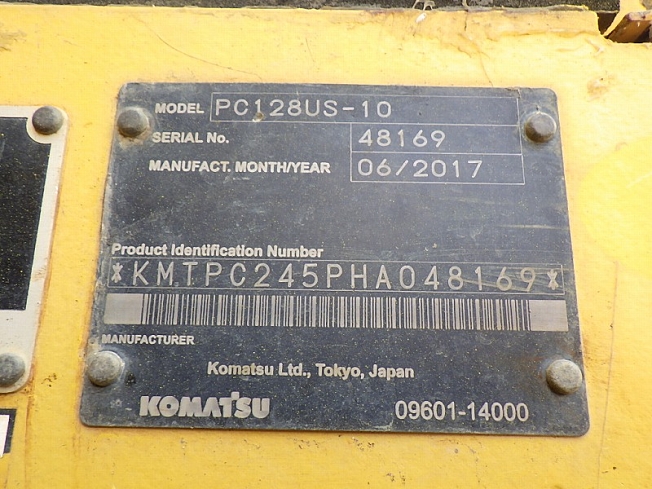 MODEL PC128US-10
SERIAL No. 48169
MANUFACT. MONTH/YEAR 06/2017
Product Identification Number
*KMTPC245PHA048169*
MANUFACTURER
Komatsu Ltd., Tokyo, Japan
KOMATSU 09601-14000